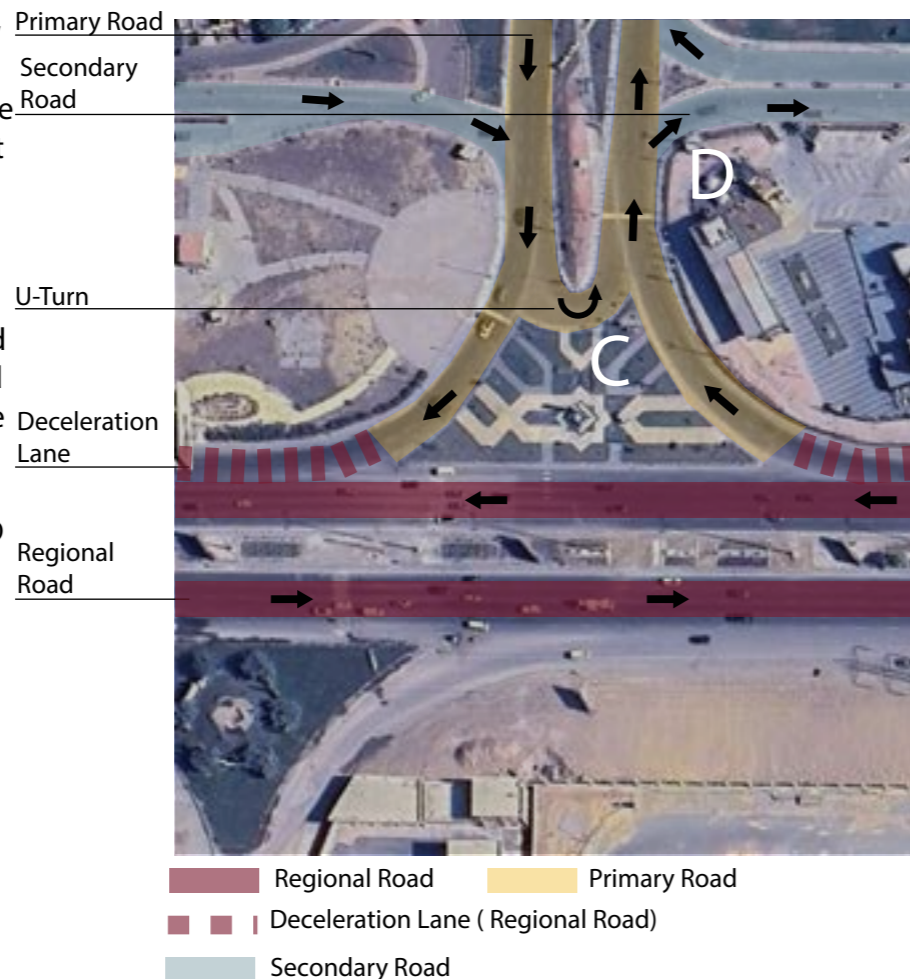 Primary Road
Secondary
Road
e
t
D
U-Turn
C
d
l
e
Deceleration
Lane
Regional
Road
Regional Road
Primary Road
Deceleration Lane ( Regional Road)
Secondary Road